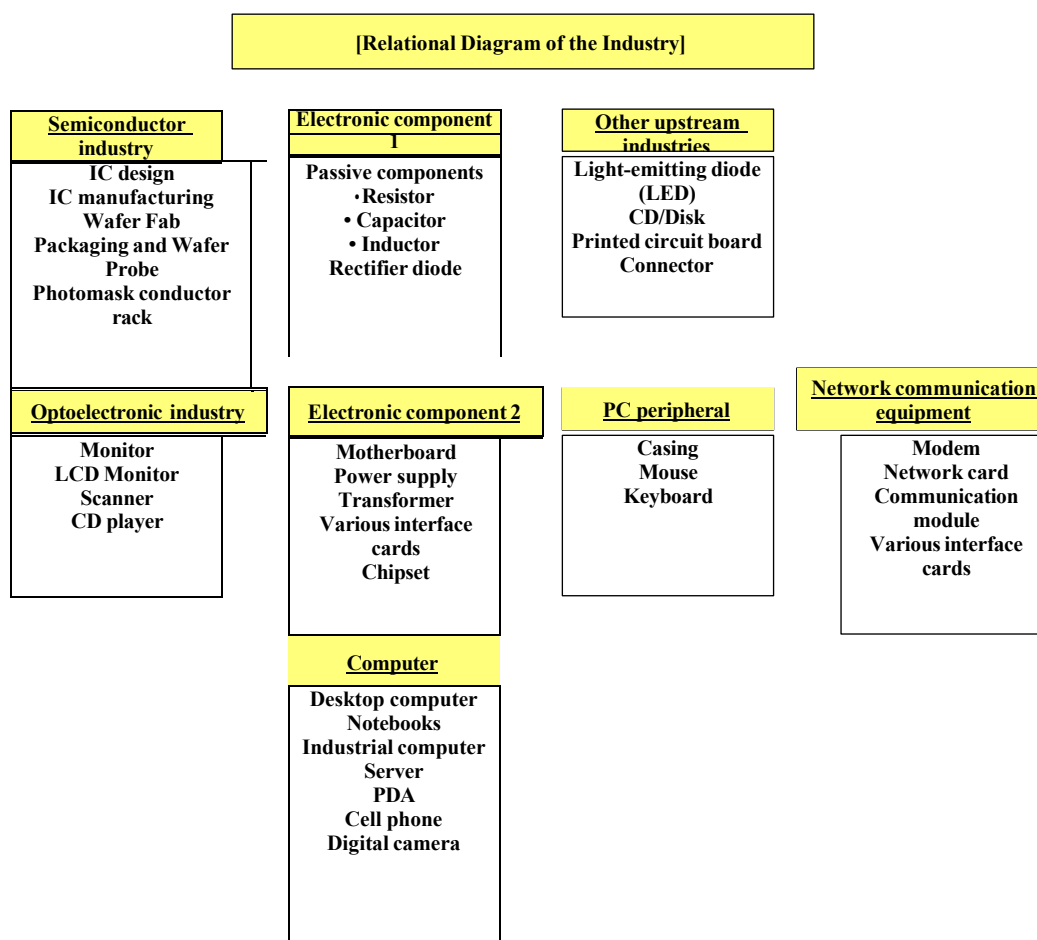 [Relational Diagram of the Industry]
Semiconductor
industry
IC design
IC manufacturing
Wafer Fab
Packaging and Wafer
Probe
Photomask conductor
rack
Electronic component
1
Passive components
· Resistor
• Capacitor
• Inductor
Rectifier diode
Other upstream
industries
Light-emitting diode
(LED)
CD/Disk
Printed circuit board
Connector
Optoelectronic industry
Monitor
LCD Monitor
Scanner
CD player
Electronic component 2
Motherboard
Power supply
Transformer
Various interface
cards
Chipset
PC peripheral
Casing
Mouse
Keyboard
Network communication
equipment
Modem
Network card
Communication
module
Various interface
cards
Computer
Desktop computer
Notebooks
Industrial computer
Server
PDA
Cell phone
Digital camera